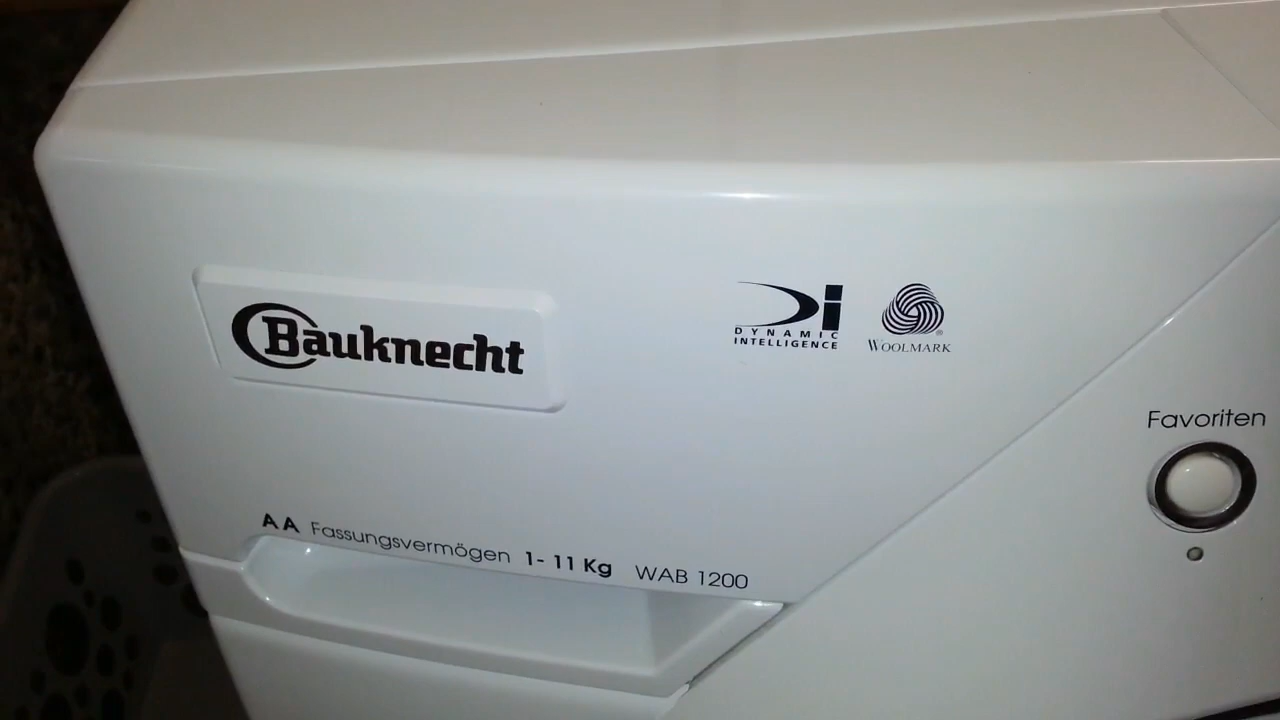 Bauknecht
DYNAMIC
INTELLIGENCE
WOOLMARK
Favoriten
AA Fassungsvermögen 1- 11 Kg WAB 1200